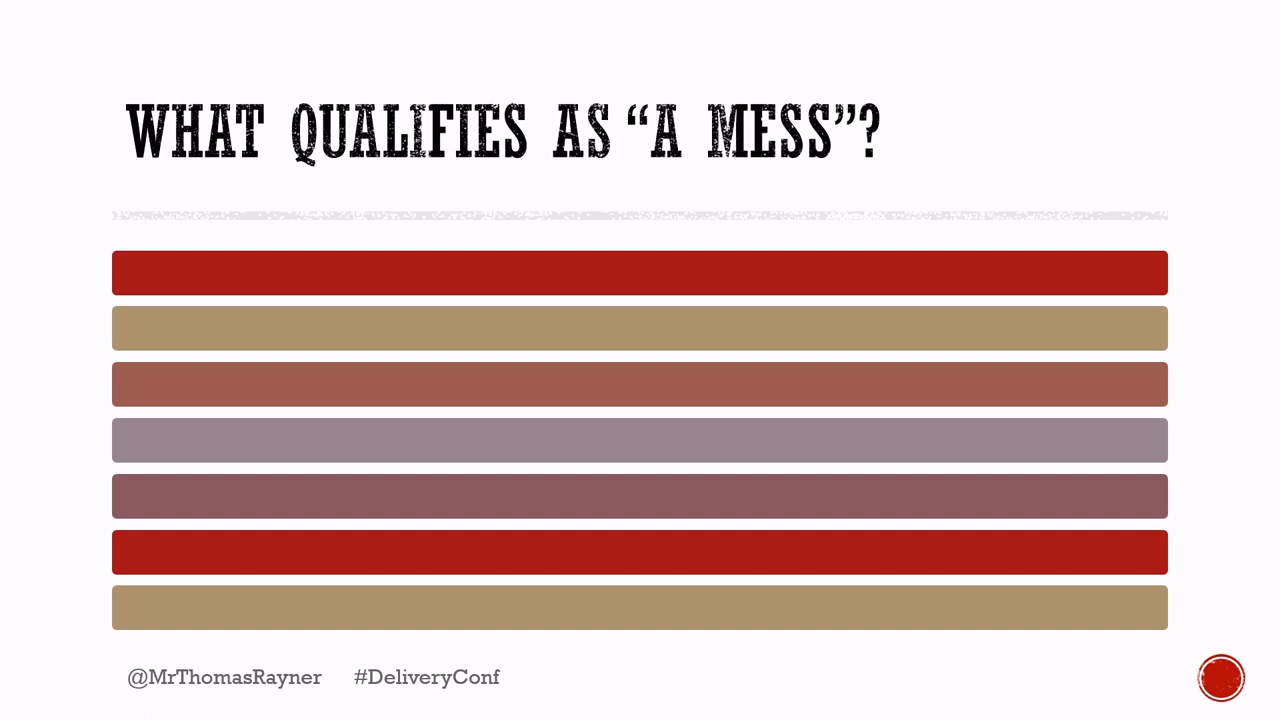 WHAT QUALIFIES AS “A MESS”?
@MrThomasRayner #DeliveryConf